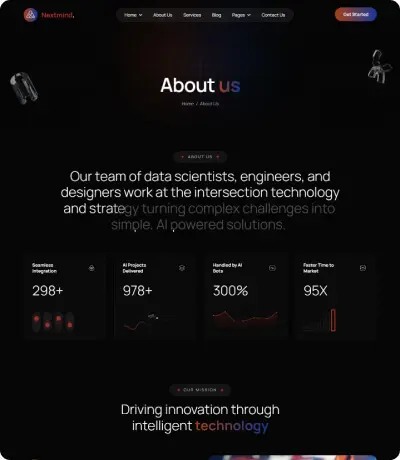 Nextmind.
Home
About Us
Services
Blog
Pages
Contact Us
Get Started
About us
Home / About Us
ABOUT US
Our team of data scientists, engineers, and
designers work at the intersection technology
and strategy turning complex challenges into
simple. AI powered solutions.
Seamless
Integration
298+
AI Projects
Delivered
978+
Handled by AI
Bots
300%
Faster Time to
Market
95X
OUR MISSION
Driving innovation through
intelligent technology